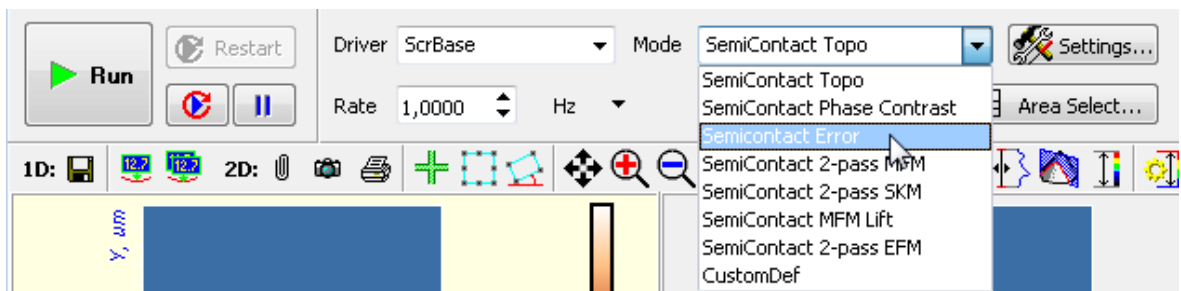 Run
Restart
Driver ScrBase
Mode SemiContact Topo
Settings...
Rate 1,0000 Hz
Area Select...
SemiContact Topo
SemiContact Phase Contrast
Semicontact Error
SemiContact 2-pass MFM
SemiContact 2-pass SKM
SemiContact MFM Lift
SemiContact 2-pass EFM
CustomDef
1D: 12.7 12.7 2D: